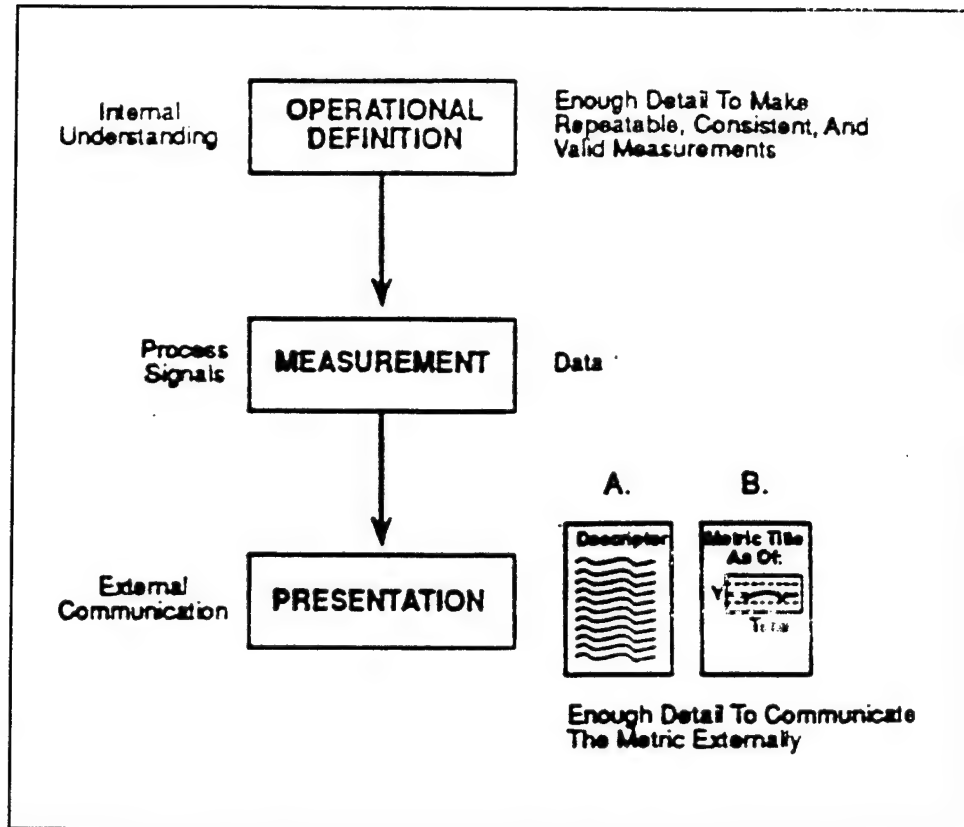 Internal
Understanding
OPERATIONAL
DEFINITION
Enough Detail To Make
Repeatable, Consistent, And
Valid Measurements
Process
Signals
MEASUREMENT
Data
External
Communication
PRESENTATION
A.
Descriptor
B.
Metric Title
As Of:
Y
Enough Detail To Communicate
The Metric Externally